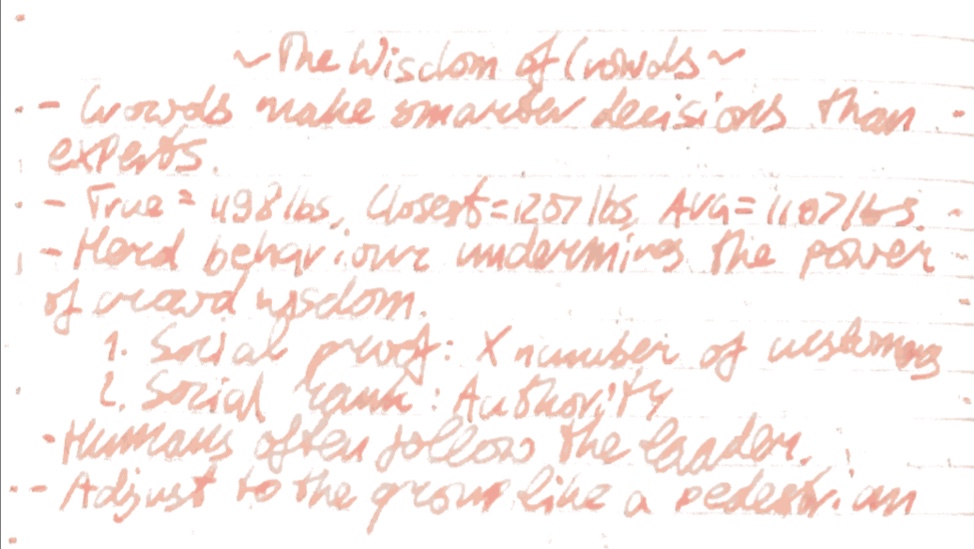 ~ The Wisdom of Crowds ~
- Crowds make smarter decisions than
experts.
- True = 1198 lbs, Closest = 1207 lbs, AVG = 1187 lbs.
- Herd behaviour undermines the power
of crowd wisdom.
1. Social proof: X number of customers
2. Social rank: Authority
- Humans often follow the leader.
- Adjust to the group like a pedestrian